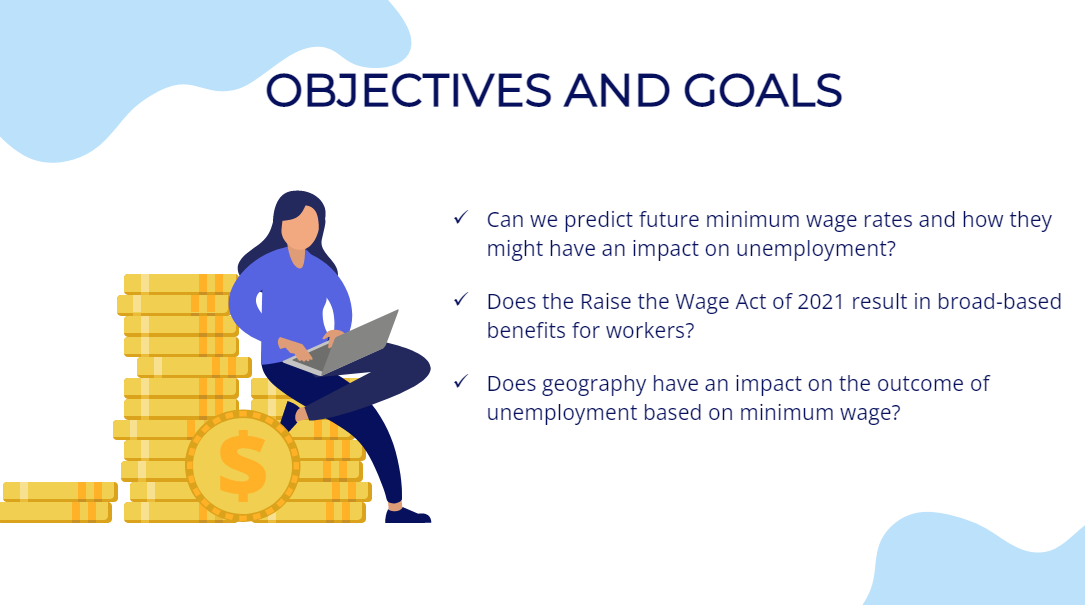 OBJECTIVES AND GOALS
✓ Can we predict future minimum wage rates and how they
might have an impact on unemployment?
✓ Does the Raise the Wage Act of 2021 result in broad-based
benefits for workers?
✓ Does geography have an impact on the outcome of
unemployment based on minimum wage?
$